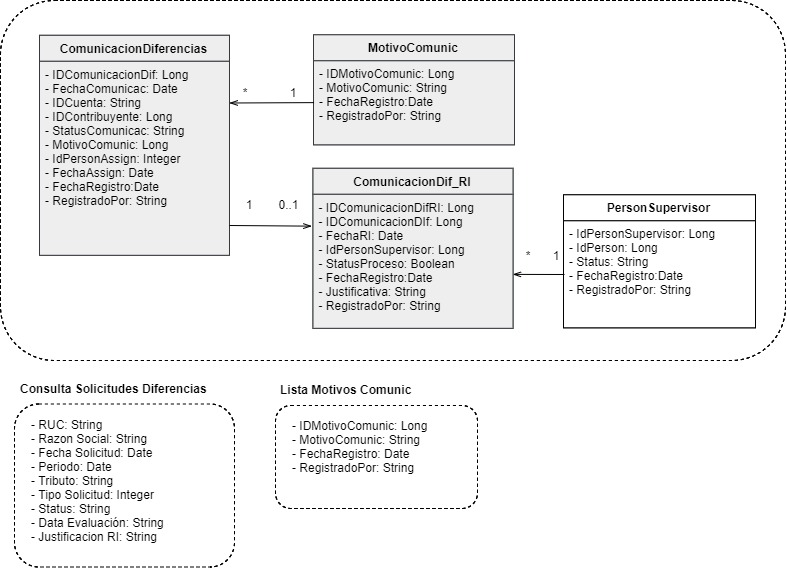 ComunicacionDiferencias
- IDComunicacionDif: Long
- FechaComunicac: Date
- IDCuenta: String
- IDContribuyente: Long
- StatusComunicac: String
- MotivoComunic: Long
- IdPersonAssign: Integer
- FechaAssign: Date
- FechaRegistro:Date
- RegistradoPor: String
* 1
MotivoComunic
- IDMotivoComunic: Long
- MotivoComunic: String
- FechaRegistro:Date
- RegistradoPor: String
1 0..1
ComunicacionDif_RI
- IDComunicacionDifRI: Long
- IDComunicacionDIf: Long
- FechaRI: Date
- IdPersonSupervisor: Long
- StatusProceso: Boolean
- FechaRegistro:Date
- Justificativa: String
- RegistradoPor: String
* 1
PersonSupervisor
- IdPersonSupervisor: Long
- IdPerson: Long
- Status: String
- FechaRegistro:Date
- RegistradoPor: String
Consulta Solicitudes Diferencias
- RUC: String
- Razon Social: String
- Fecha Solicitud: Date
- Periodo: Date
- Tributo: String
- Tipo Solicitud: Integer
- Status: String
- Data Evaluación: String
- Justificacion RI: String
Lista Motivos Comunic
- IDMotivoComunic: Long
- MotivoComunic: String
- FechaRegistro: Date
- RegistradoPor: String